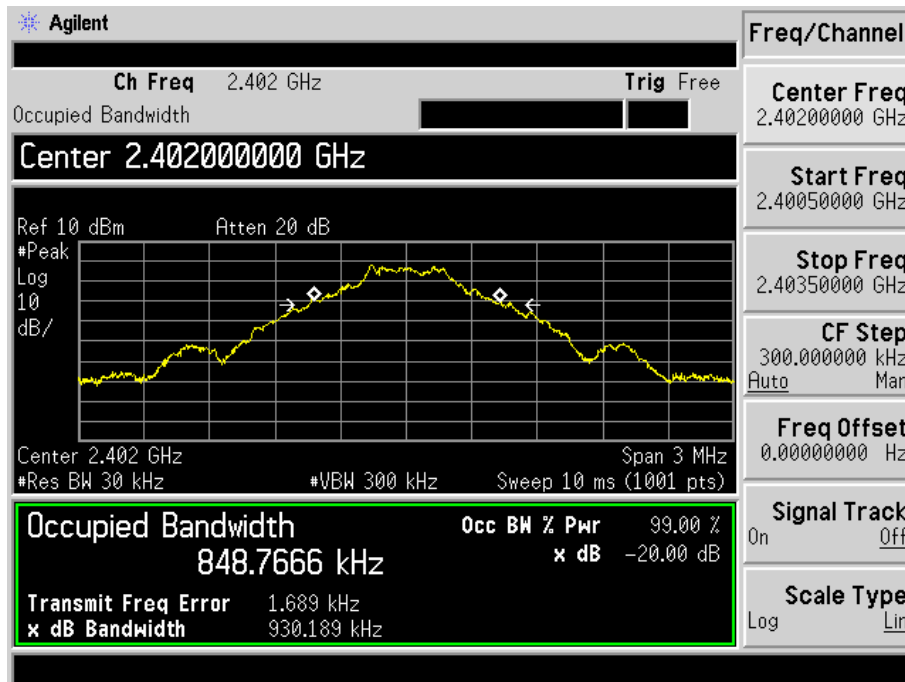 Agilent
Freq/Channel
Ch Freq 2.402 GHz Trig Free
Occupied Bandwidth
Center 2.402000000 GHz
Ref 10 dBm Atten 20 dB
#Peak
Log
10
dB/
Center 2.402 GHz Span 3 MHz
#Res BW 30 kHz #VBW 300 kHz Sweep 10 ms (1001 pts)
Occupied Bandwidth
848.7666 kHz
Occ BW % Pwr 99.00 %
x dB -20.00 dB
Transmit Freq Error 1.689 kHz
x dB Bandwidth 930.189 kHz
Center Freq
2.40200000 GHz
Start Freq
2.40050000 GHz
Stop Freq
2.40350000 GHz
CF Step
300.000000 kHz
Auto Man
Freq Offset
0.00000000 Hz
Signal Track
On Off
Scale Type
Log Lin